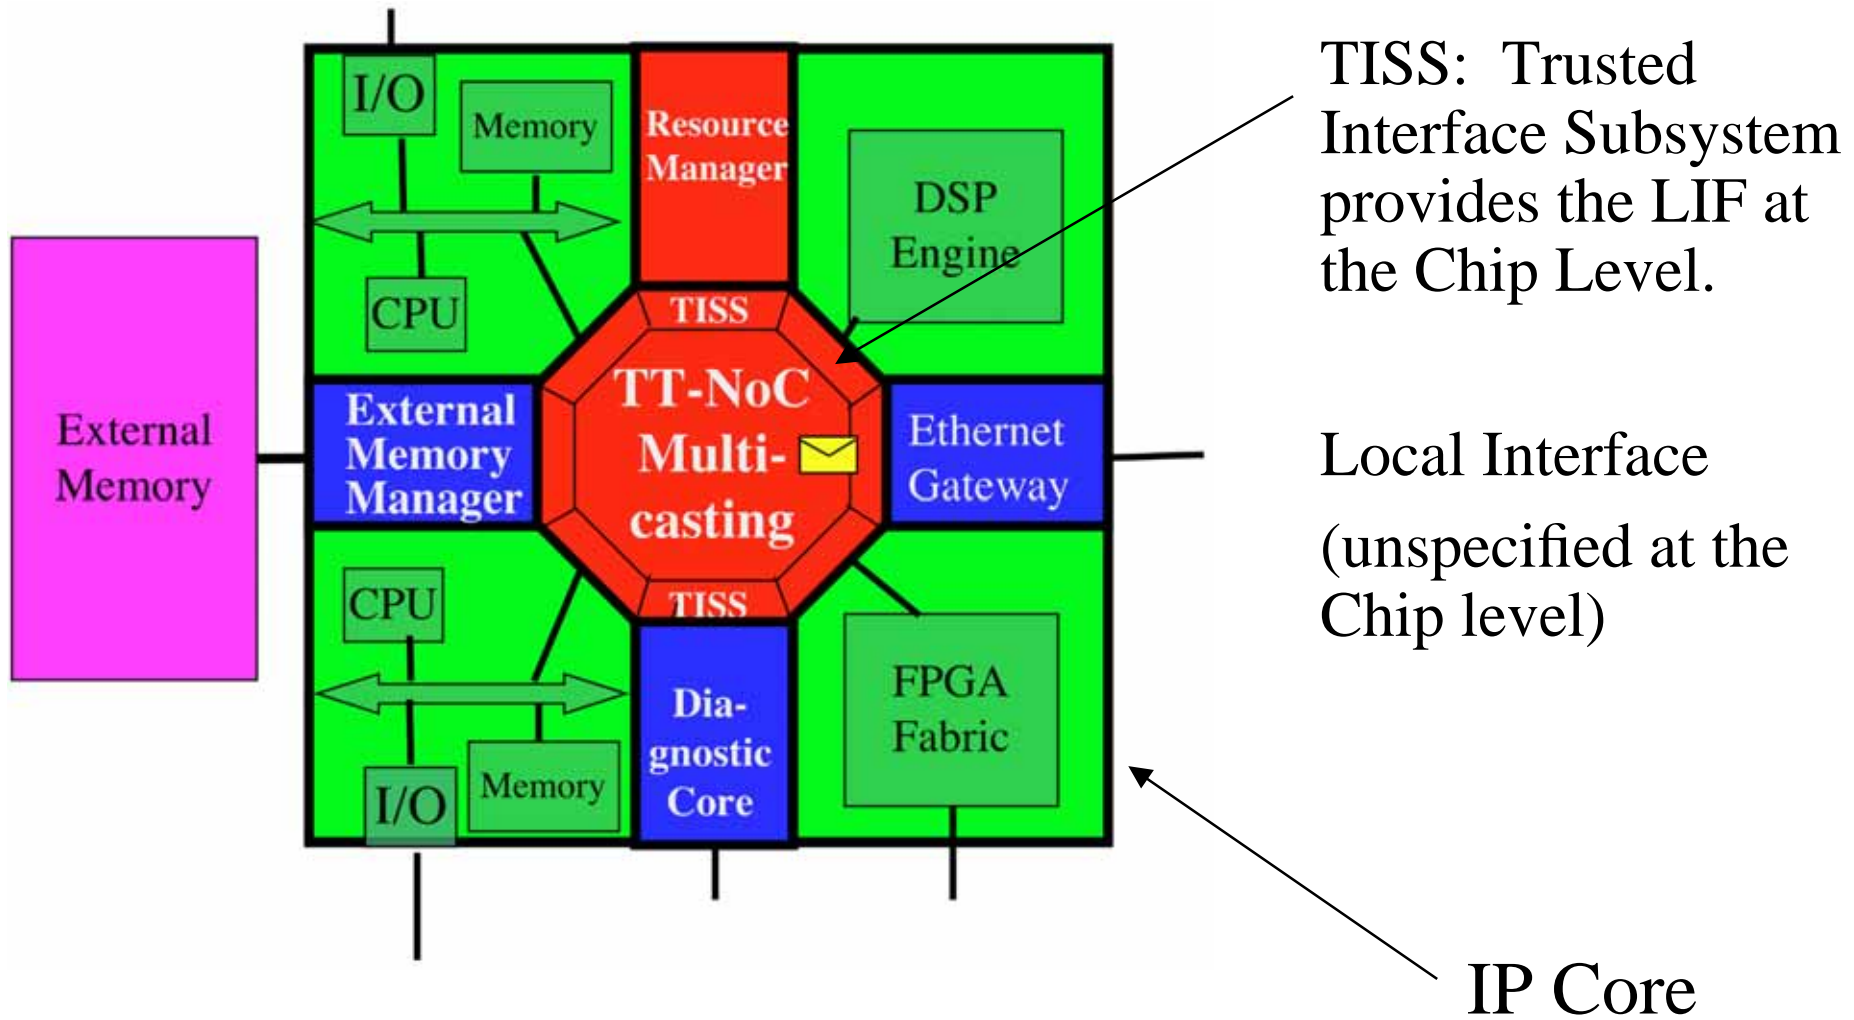 I/O
Memory
CPU
Resource
Manager
DSP
Engine
TISS: Trusted
Interface Subsystem
provides the LIF at
the Chip Level.
External
Memory
External
Memory
Manager
TISS
TT-NoC
Multi-
casting
TISS
Ethernet
Gateway
Local Interface
(unspecified at the
Chip level)
CPU
I/O
Memory
Dia-
gnostic
Core
FPGA
Fabric
IP Core